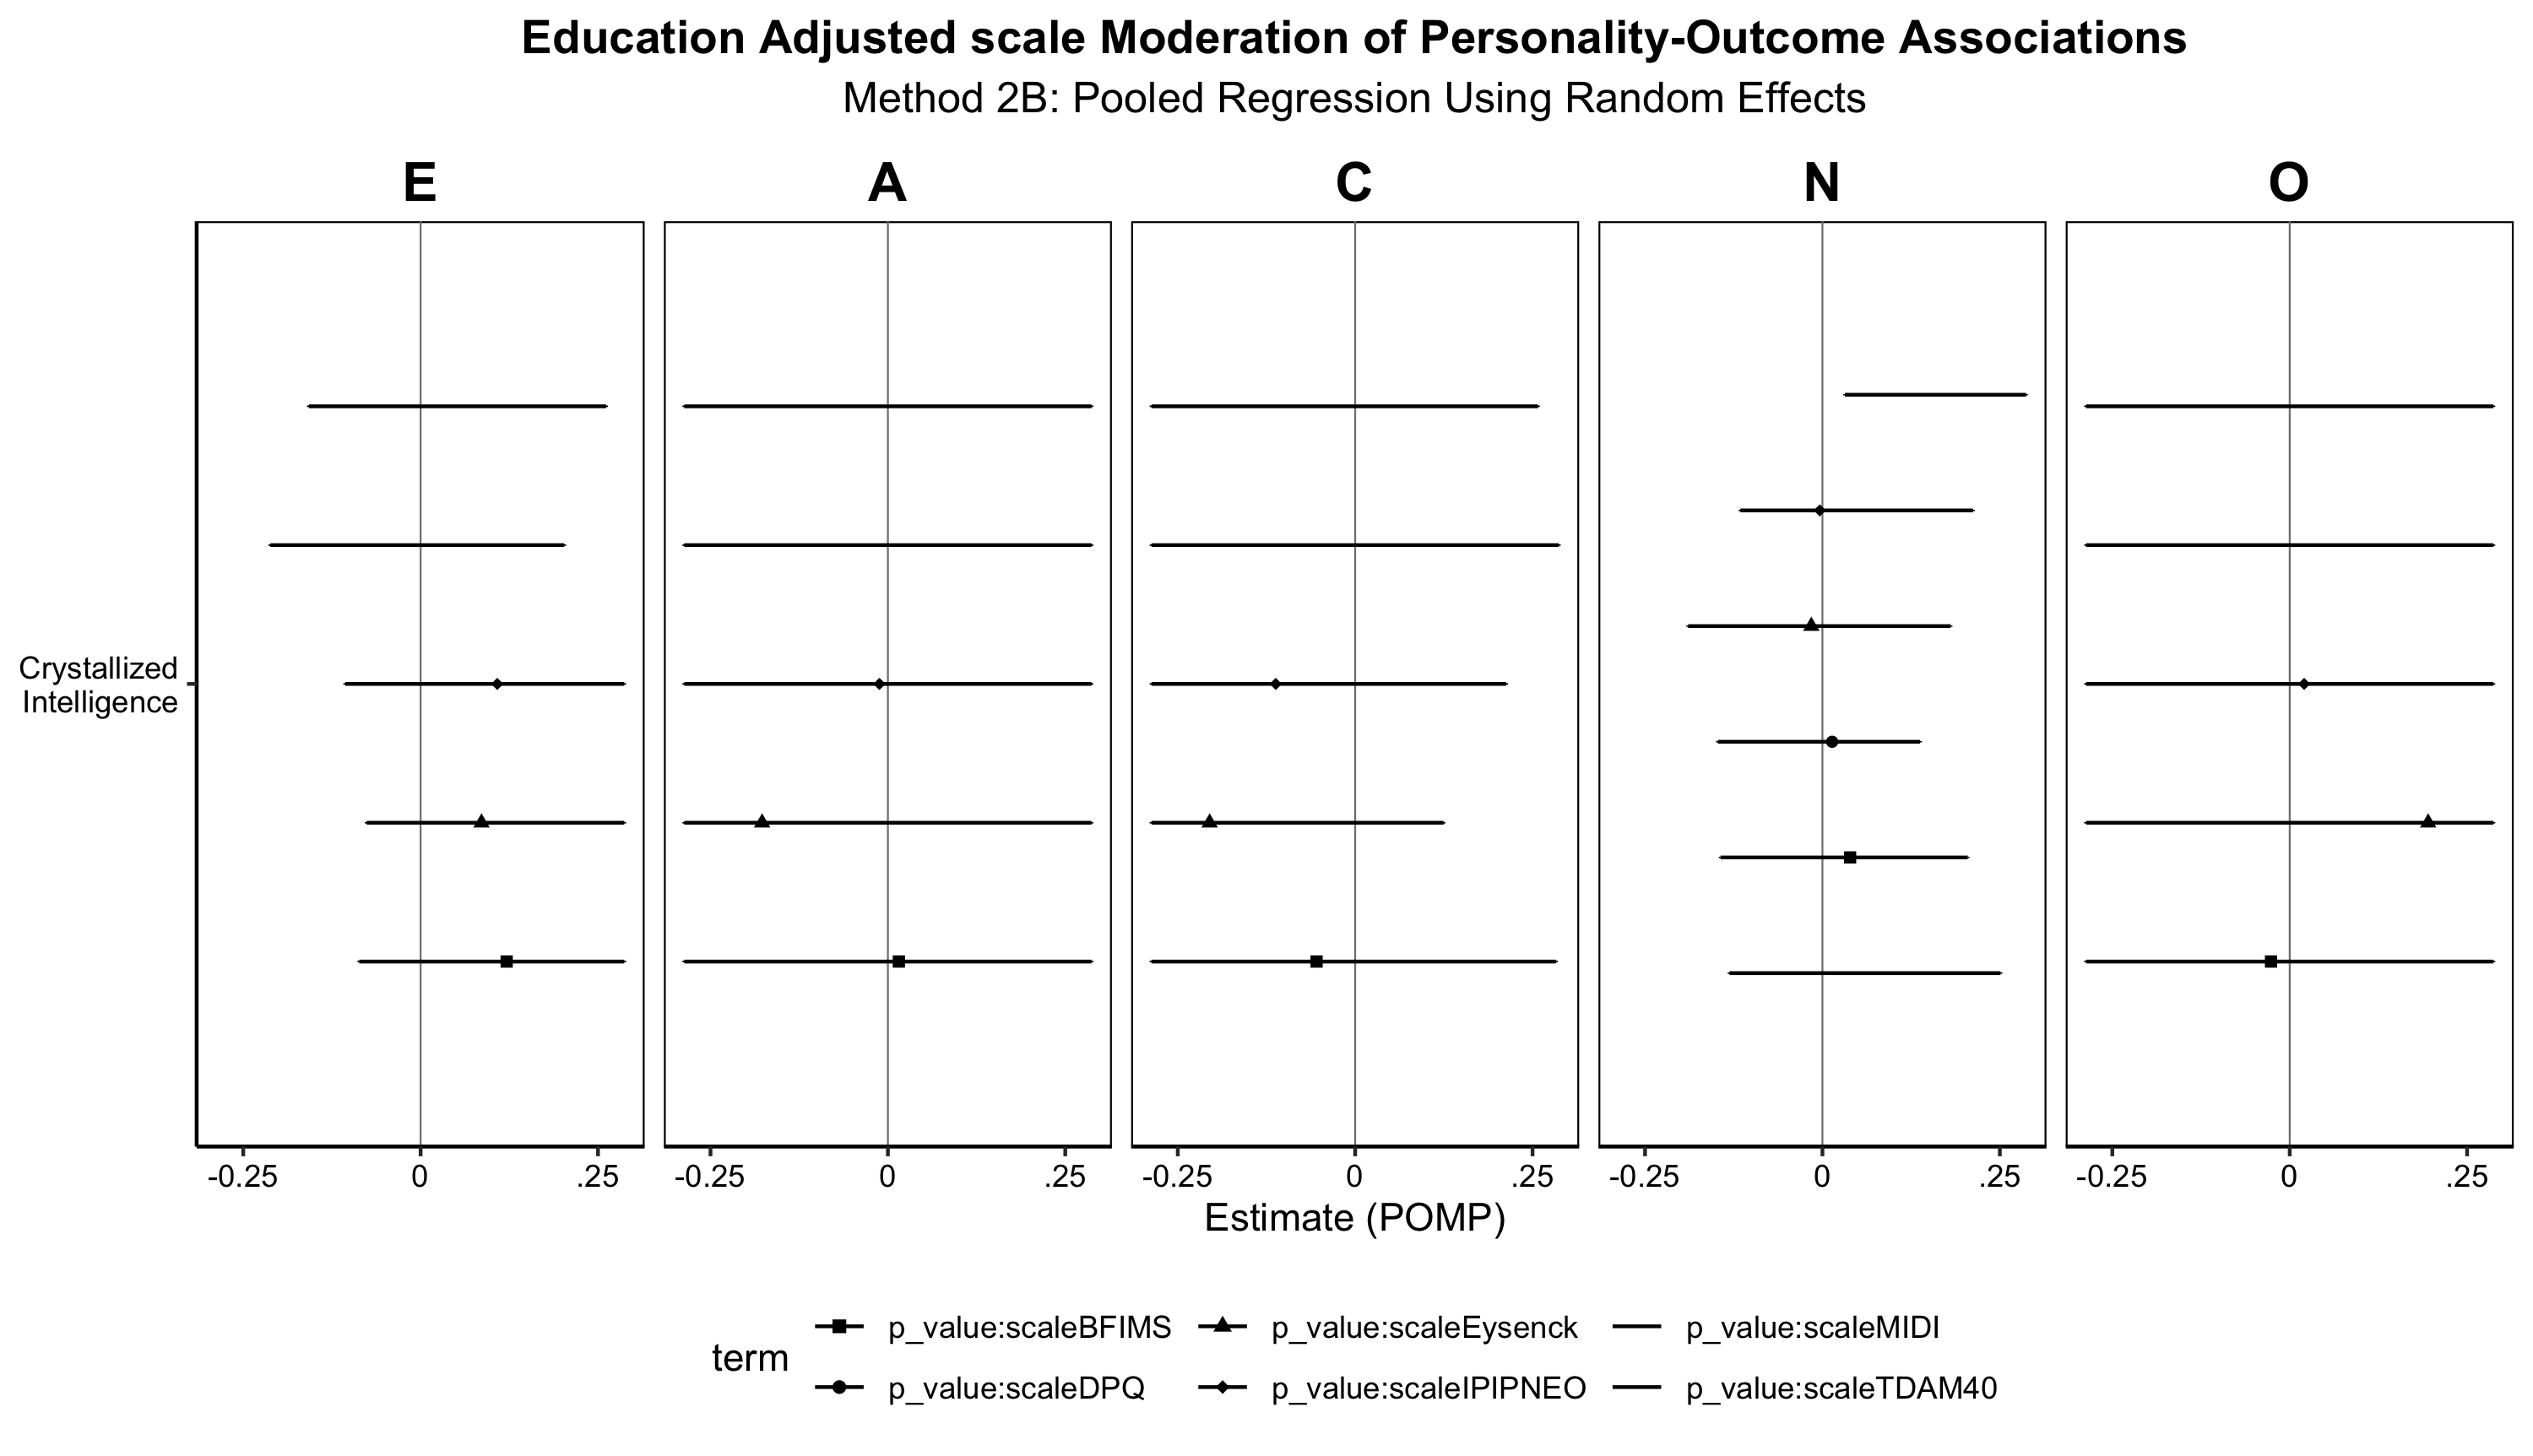 Education Adjusted scale Moderation of Personality-Outcome Associations
Method 2B: Pooled Regression Using Random Effects
E A C N O
Crystallized
Intelligence
-0.25 0 .25 -0.25 0 .25 -0.25 0 .25 -0.25 0 .25 -0.25 0 .25
Estimate (POMP)
term
p_value:scaleBFIMS p_value:scaleEysenck p_value:scaleMIDI
p_value:scaleDPQ p_value:scaleIPIPNEO p_value:scaleTDAM40